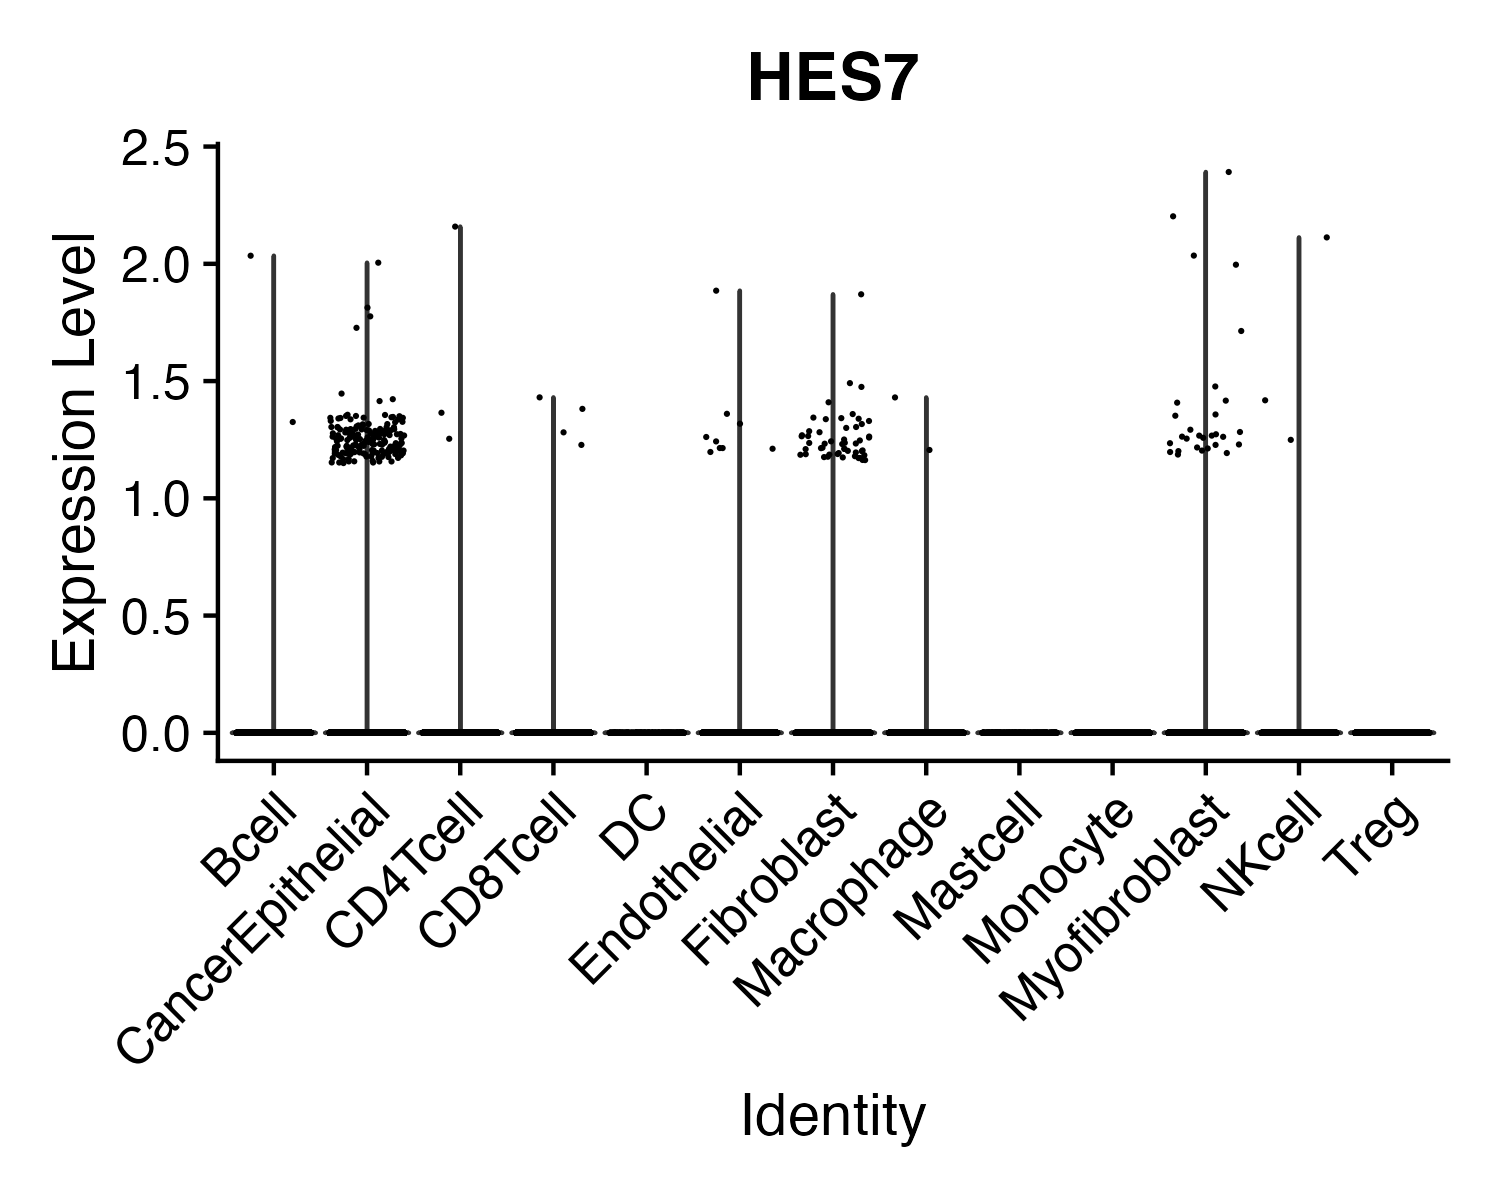 HES7
Expression Level
2.5
2.0
1.5
1.0
0.5
0.0
Bcell
CancerEpithelial
CD4Tcell
CD8Tcell
DC
Endothelial
Fibroblast
Macrophage
Mastcell
Monocyte
Myofibroblast
NKcell
Treg
Identity